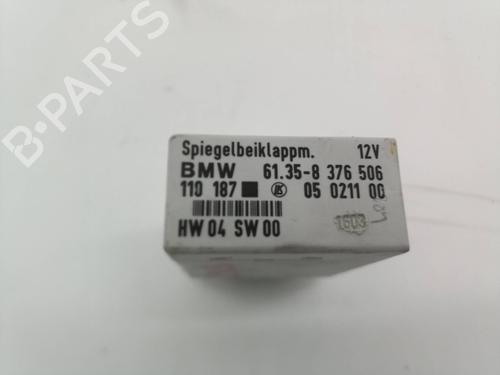 Spiegelbeiklappm. 12V
BMW 61.35-8 376 506
110 187 05 0211 00
HW 04 SW 00
1603
B-PARTS